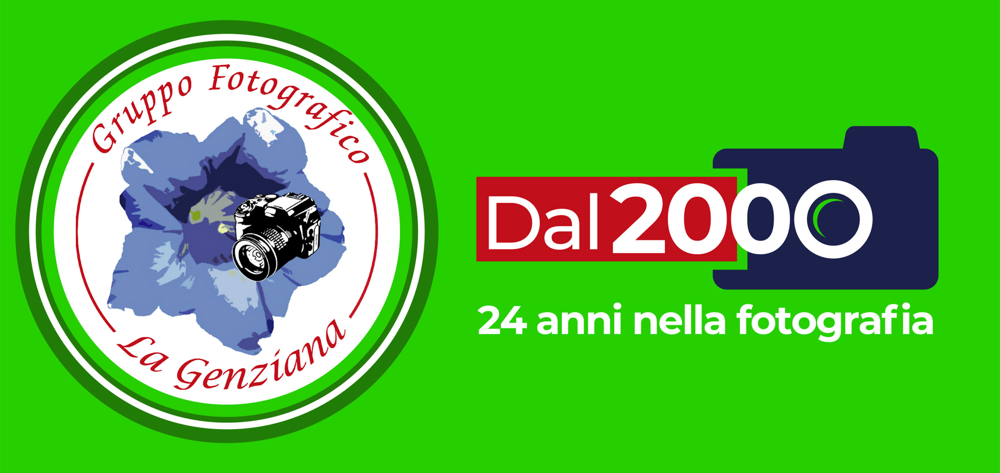 Gruppo Fotografico
La Genziana
Dal 2000
24 anni nella fotografia